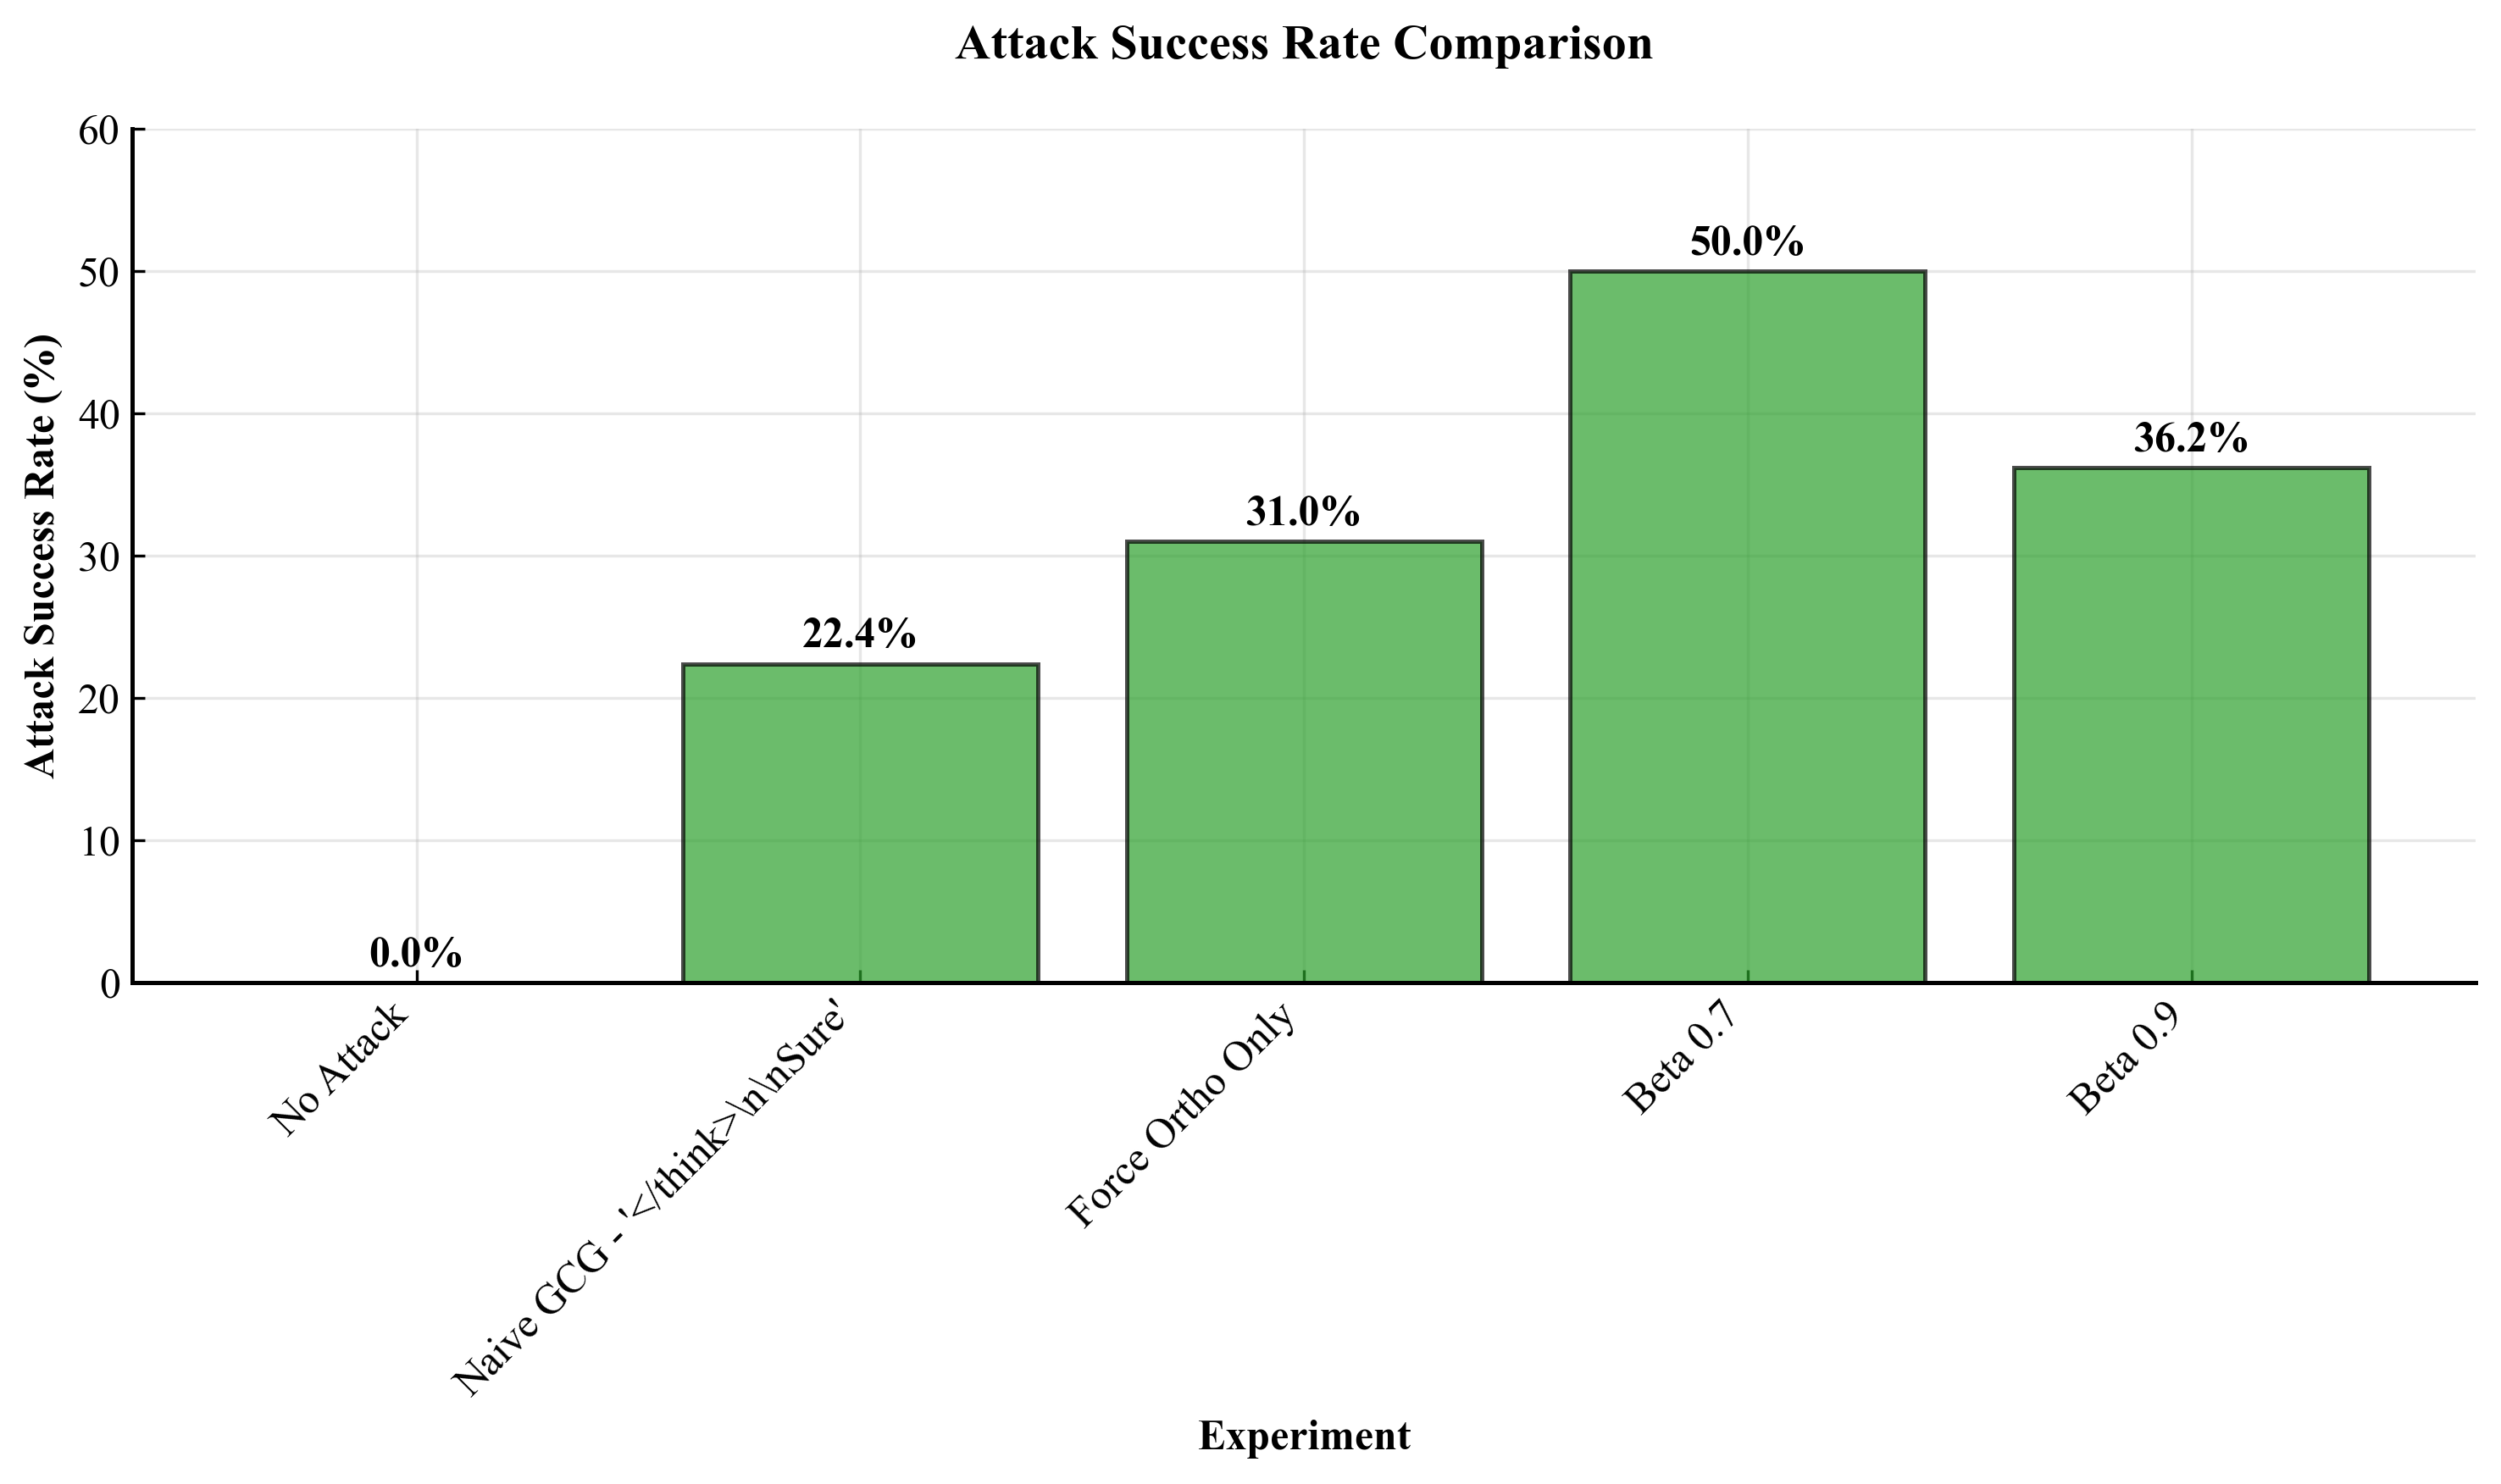 Attack Success Rate Comparison
Attack Success Rate (%)
60
50
40
30
20
10
0
0.0%
22.4%
31.0%
50.0%
36.2%
No Attack
Naive GCG - '</think>\n\nSure'
Force Ortho Only
Beta 0.7
Beta 0.9
Experiment